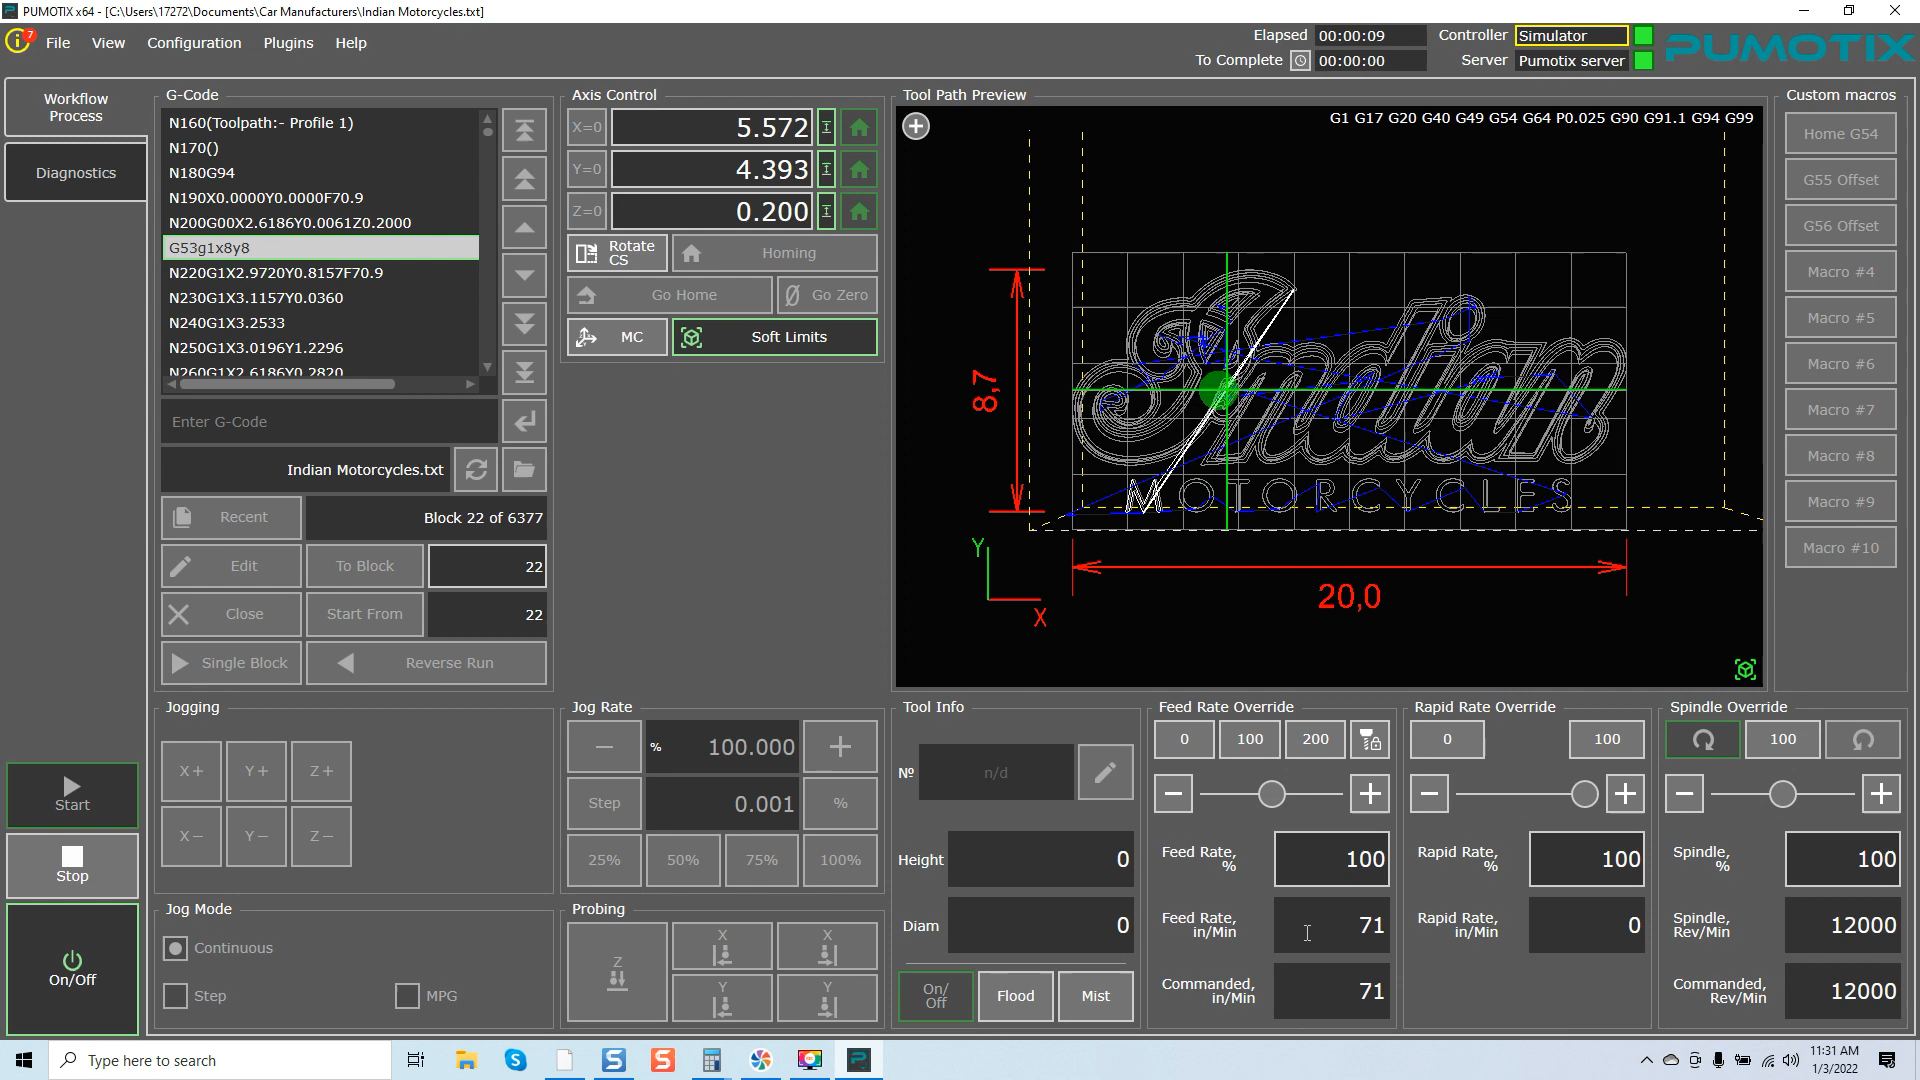 PUMOTIX x64 - [C:\Users\17272\Documents\Car Manufacturers\Indian Motorcycles.txt]
7
File View Configuration Plugins Help
Elapsed 00:00:09 Controller Simulator
To Complete 00:00:00 Server Pumotix server
PUMOTIX
Workflow
Process
Diagnostics
G-Code
N160(Toolpath:- Profile 1)
N170()
N180G94
N190X0.0000Y0.0000F70.9
N200G00X2.6186Y0.0061Z0.2000
G53g1x8y8
N220G1X2.9720Y0.8157F70.9
N230G1X3.1157Y0.0360
N240G1X3.2533
N250G1X3.0196Y1.2296
N260G1X2.6186Y0.2820
Enter G-Code
Indian Motorcycles.txt
Recent Block 22 of 6377
Edit To Block 22
Close Start From 22
Single Block Reverse Run
Axis Control
X=0 5.572
Y=0 4.393
Z=0 0.200
Rotate
CS
Homing
Go Home Go Zero
MC Soft Limits
Tool Path Preview
G1 G17 G20 G40 G49 G54 G64 P0.025 G90 G91.1 G94 G99
8,7
Indian
MOTORCYCLES
Y
X
20,0
Custom macros
Home G54
G55 Offset
G56 Offset
Macro #4
Macro #5
Macro #6
Macro #7
Macro #8
Macro #9
Macro #10
Start
Stop
On/Off
Jogging
X+ Y+ Z+
X- Y- Z-
Jog Mode
Continuous
Step MPG
Jog Rate
% 100.000
Step 0.001 %
25% 50% 75% 100%
Probing
Z X X
Y Y
Tool Info
№ n/d
Height 0
Diam 0
On/
Off
Flood Mist
Feed Rate Override
0 100 200
Feed Rate,
%
100
Feed Rate,
in/Min
71
Commanded,
in/Min
71
Rapid Rate Override
0 100
Rapid Rate,
%
100
Rapid Rate,
in/Min
0
Spindle Override
100
Spindle,
%
100
Spindle,
Rev/Min
12000
Commanded,
Rev/Min
12000
Type here to search
11:31 AM
1/3/2022